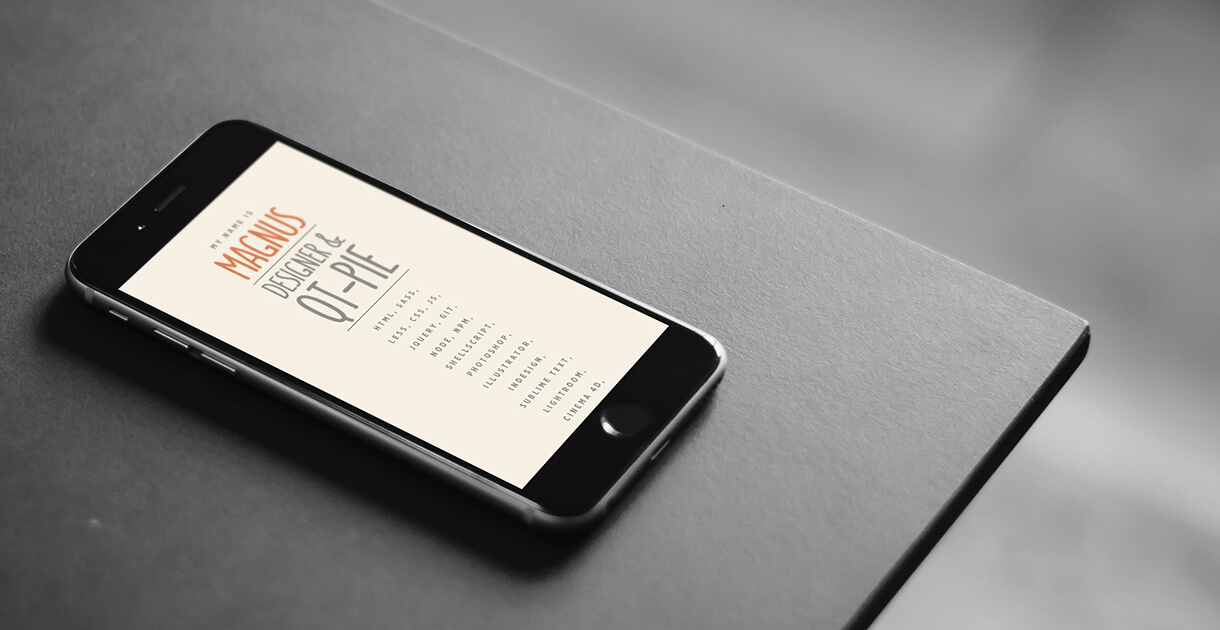 MY NAME IS
MAGNUS
DESIGNER &
QT-PIE
HTML, SASS,
LESS, CSS, JS,
JQUERY, GIT,
NODE, NPM,
SHELLSCRIPT,
PHOTOSHOP,
ILLUSTRATOR,
INDESIGN,
SUBLIME TEXT,
LIGHTROOM,
CINEMA 4D,